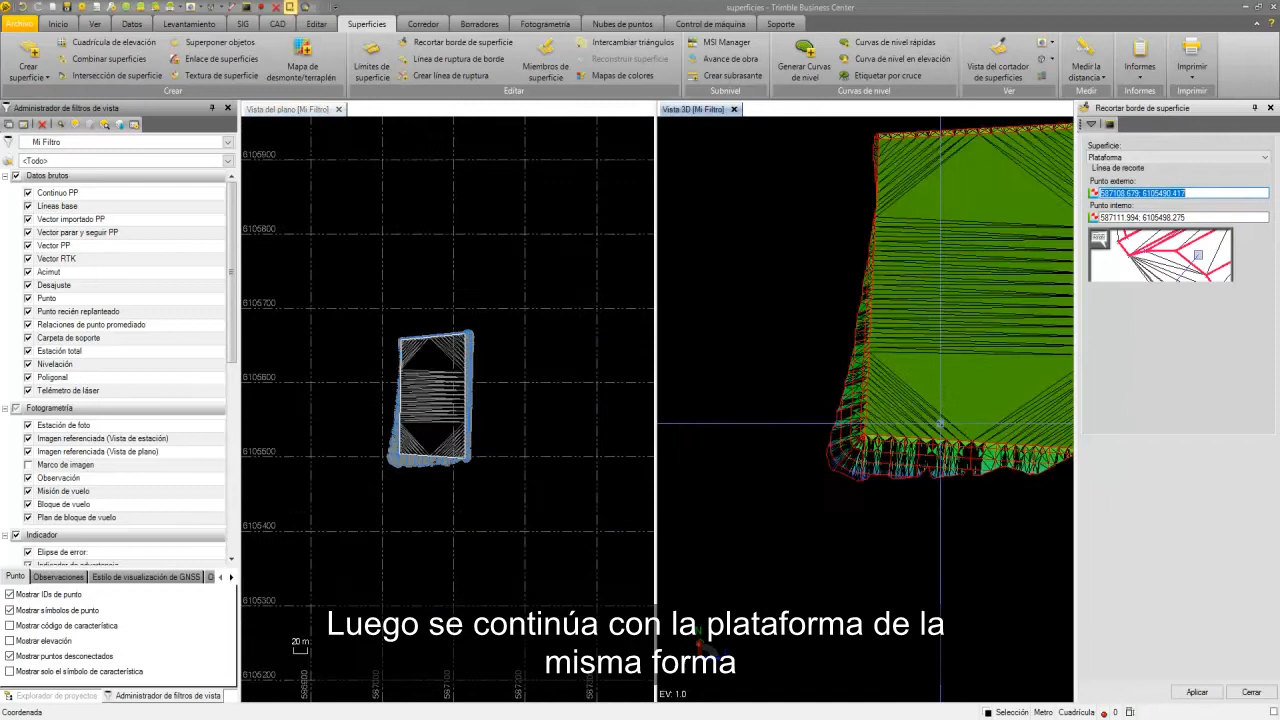 superficies - Trimble Business Center
Archivo Inicio Ver Datos Levantamiento SIG CAD Editar Superficies Corredor Borradores Fotogrametría Nubes de puntos Control de máquina Soporte
Crear superficie
Cuadrícula de elevación
Combinar superficies
Intersección de superficies
Superponer objetos
Enlace de superficies
Textura de superficies
Mapa de desmonte/terraplén
Límites de superficie
Recortar borde de superficie
Línea de ruptura de borde
Crear línea de ruptura
Miembros de superficie
Intercambiar triángulos
Reconstruir superficie
Mapas de colores
MSI Manager
Avance de obra
Crear subrasante
Generar Curvas de nivel
Curvas de nivel rápidas
Curva de nivel en elevación
Etiquetar por cruce
Vista del cortador de superficies
Medir la distancia
Informes
Imprimir
Crear Editar Subnivel Curvas de nivel Ver Medir Informes Imprimir
Administrador de filtros de vista
Mi Filtro
<Todo>
Datos brutos
Continuo PP
Líneas base
Vector importado PP
Vector parar y seguir PP
Vector PP
Vector RTK
Acimut
Desajuste
Punto
Punto recién replanteado
Relaciones de punto promediado
Carpeta de soporte
Estación total
Nivelación
Poligonal
Telémetro de láser
Fotogrametría
Estación de foto
Imagen referenciada (Vista de estación)
Imagen referenciada (Vista de plano)
Marco de imagen
Observación
Misión de vuelo
Bloque de vuelo
Plan de bloque de vuelo
Indicador
Elipse de error:
Punto Observaciones Estilo de visualización de GNSS
Mostrar IDs de punto
Mostrar símbolos de punto
Mostrar código de característica
Mostrar elevación
Mostrar puntos desconectados
Mostrar solo el símbolo de característica
Explorador de proyectos Administrador de filtros de vista
Coordenada
Vista del plano [Mi Filtro]
6105900
6105800
6105700
6105600
6105500
6105400
6105300
6105200
20 m
586900 587000 587100 587200
Vista 3D [Mi Filtro]
EV: 1.0
Recortar borde de superficie
Superficie:
Plataforma
Línea de recorte
Punto externo:
587108.679; 6105490.417
Punto interno:
587111.994; 6105498.275
Aplicar Cerrar
Luego se continúa con la plataforma de la
misma forma
Selección Metro Cuadrícula 0